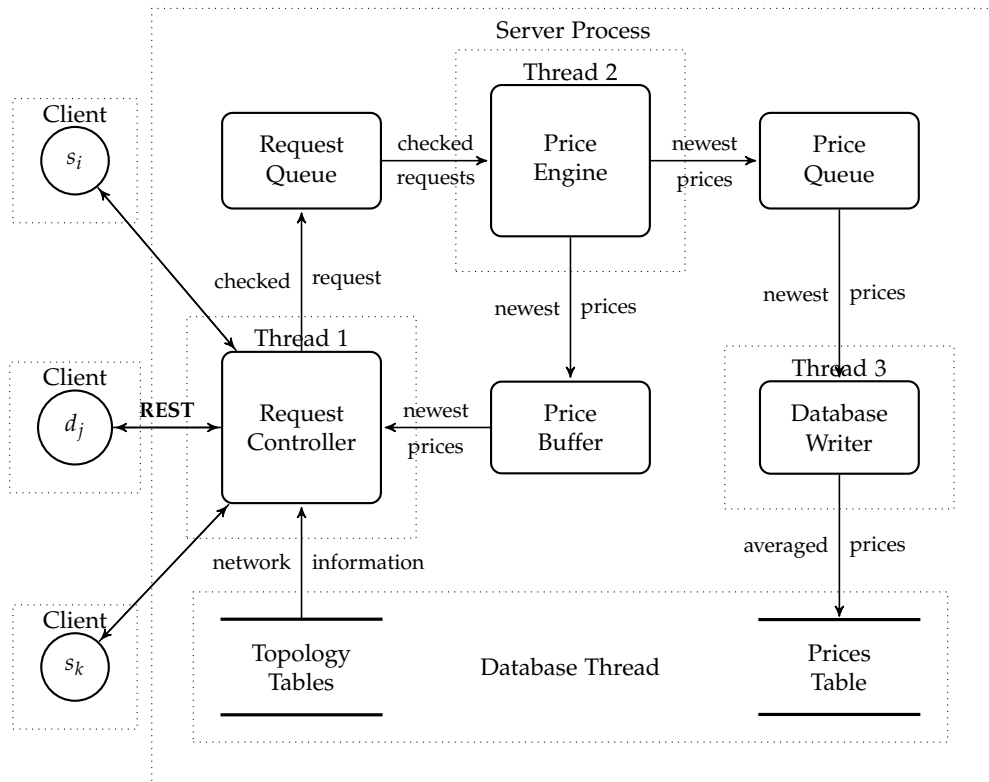 Server Process
Thread 2
Client
s_i
Request
Queue
checked
requests
Price
Engine
newest
prices
Price
Queue
checked request
newest prices
newest prices
Thread 1
Client
d_j
REST
Request
Controller
newest
prices
Price
Buffer
Thread 3
Database
Writer
network information
averaged prices
Client
s_k
Topology
Tables
Database Thread
Prices
Table